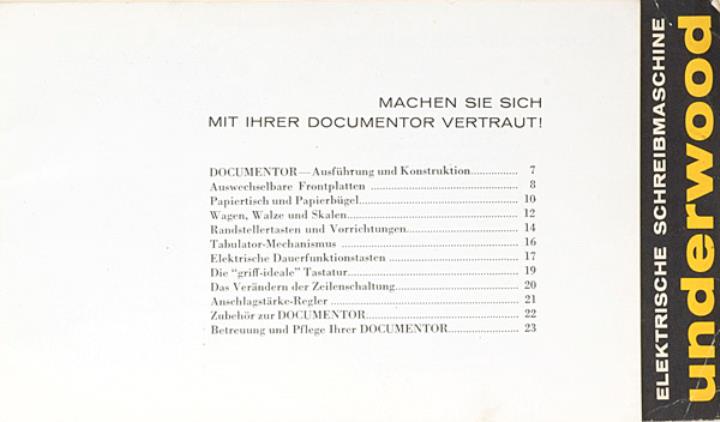 MACHEN SIE SICH
MIT IHRER DOCUMENTOR VERTRAUT!
DOCUMENTOR—Ausführung und Konstruktion............... 7
Auswechselbare Frontplatten ............... 8
Papiertisch und Papierbügel............... 10
Wagen, Walze und Skalen............... 12
Randstellertasten und Vorrichtungen............... 14
Tabulator-Mechanismus ............... 16
Elektrische Dauerfunktionstasten ............... 17
Die "griff-ideale" Tastatur............... 19
Das Verändern der Zeilenschaltung............... 20
Anschlagstärke-Regler ............... 21
Zubehör zur DOCUMENTOR............... 22
Betreuung und Pflege Ihrer DOCUMENTOR............... 23
ELEKTRISCHE SCHREIBMASCHINE
underwood